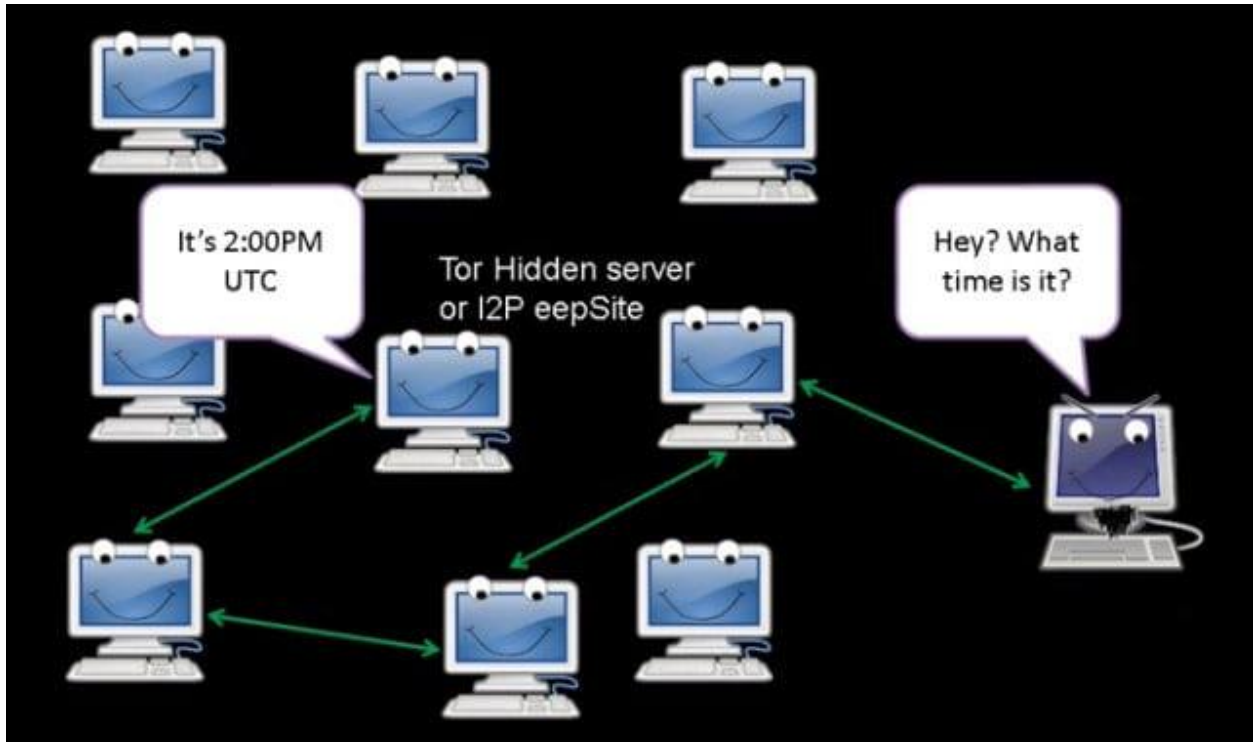 It's 2:00PM
UTC
Tor Hidden server
or I2P eepSite
Hey? What
time is it?